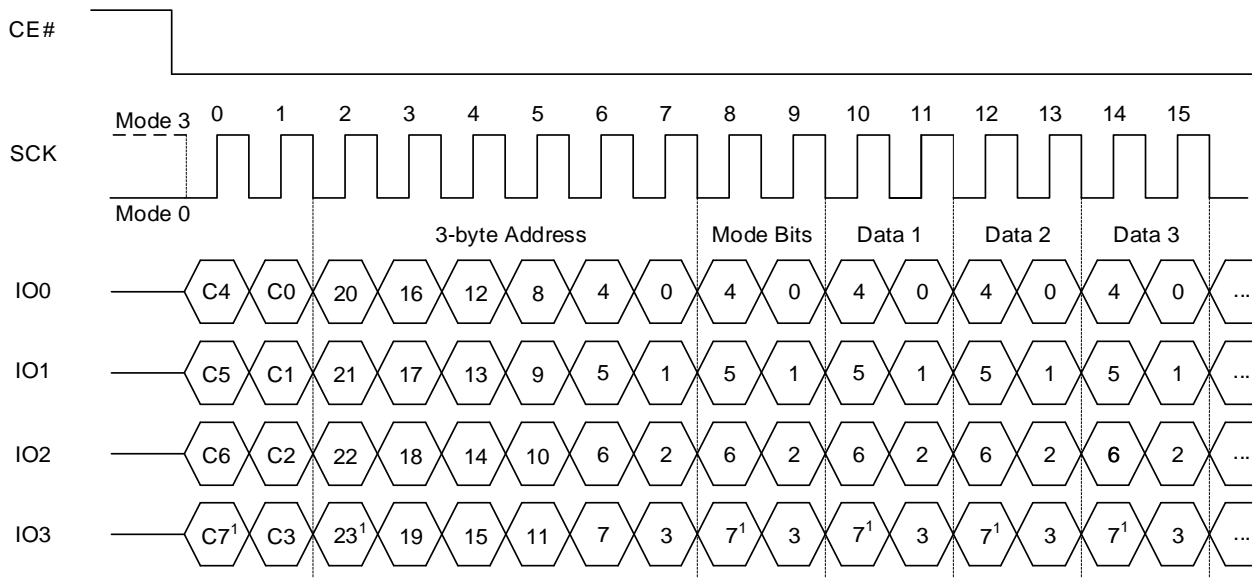 CE#
0 1 2 3 4 5 6 7 8 9 10 11 12 13 14 15
Mode 3
SCK
Mode 0
3-byte Address Mode Bits Data 1 Data 2 Data 3
IO0 C4 C0 20 16 12 8 4 0 4 0 4 0 4 0 4 0 ...
IO1 C5 C1 21 17 13 9 5 1 5 1 5 1 5 1 5 1 ...
IO2 C6 C2 22 18 14 10 6 2 6 2 6 2 6 2 6 2 ...
IO3 C7¹ C3 23¹ 19 15 11 7 3 7¹ 3 7¹ 3 7¹ 3 7¹ 3 ...